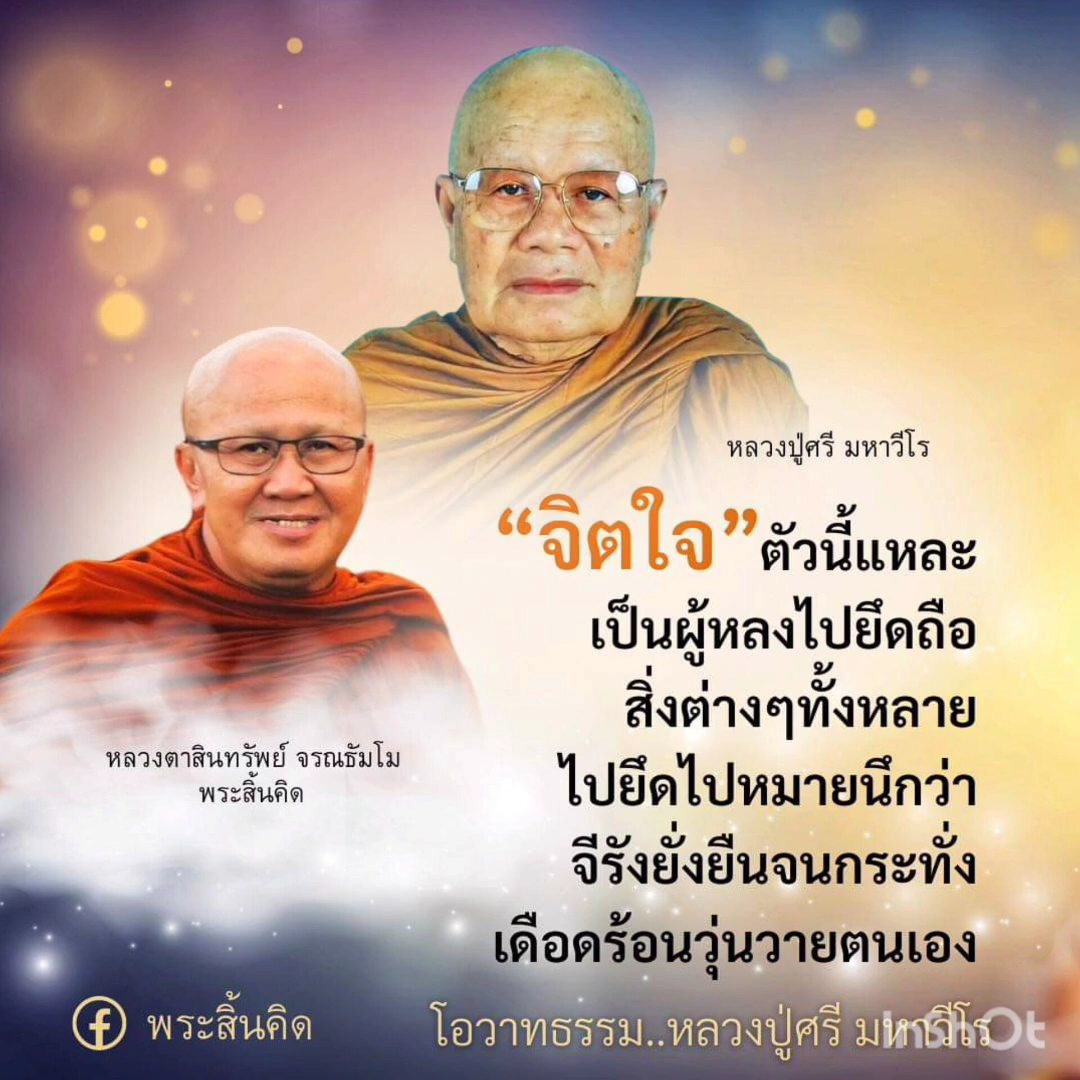 หลวงปู่ศรี มหาวีโร
“จิตใจ” ตัวนี้แหละ
เป็นผู้หลงไปยึดถือ
สิ่งต่างๆทั้งหลาย
ไปยึดไปหมายนึกว่า
จีรังยั่งยืนจนกระทั่ง
เดือดร้อนวุ่นวายตนเอง
หลวงตาสินทรัพย์ จรณธัมโม
พระสิ้นคิด
พระสิ้นคิด
โอวาทธรรม..หลวงปู่ศรี มหาวีโร
InShOt